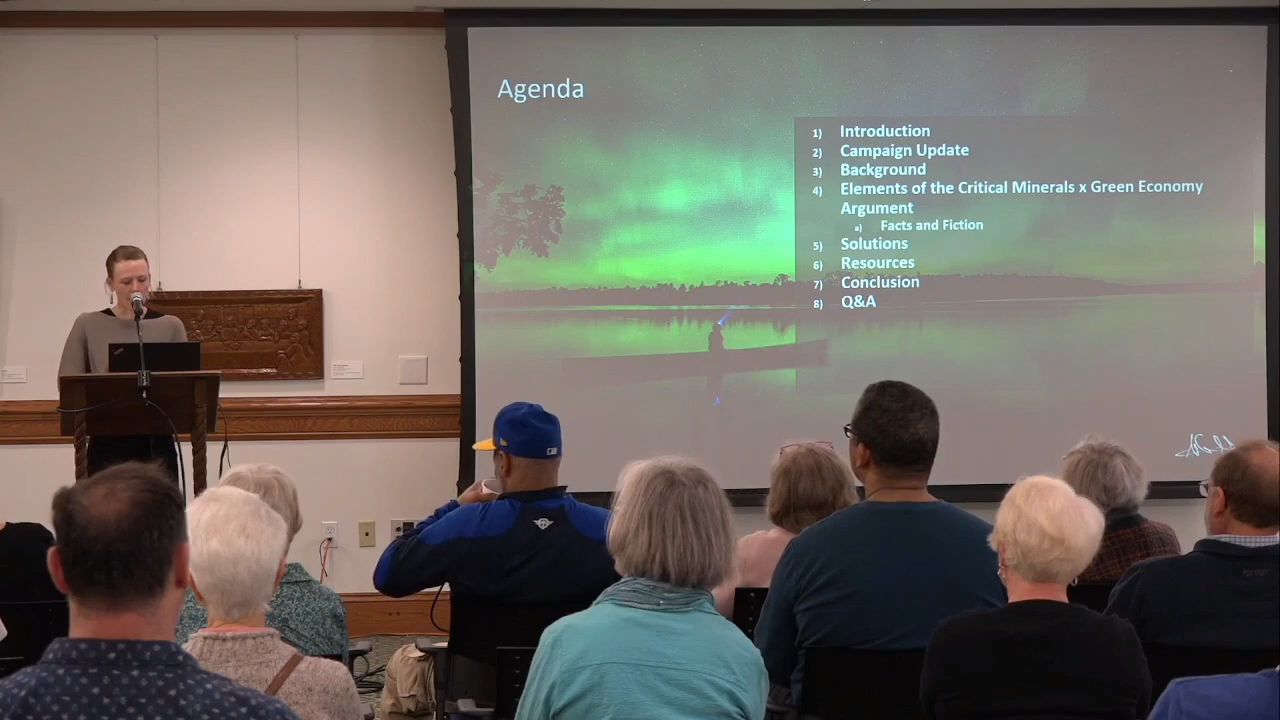 Agenda
1) Introduction
2) Campaign Update
3) Background
4) Elements of the Critical Minerals x Green Economy
Argument
a) Facts and Fiction
5) Solutions
6) Resources
7) Conclusion
8) Q&A